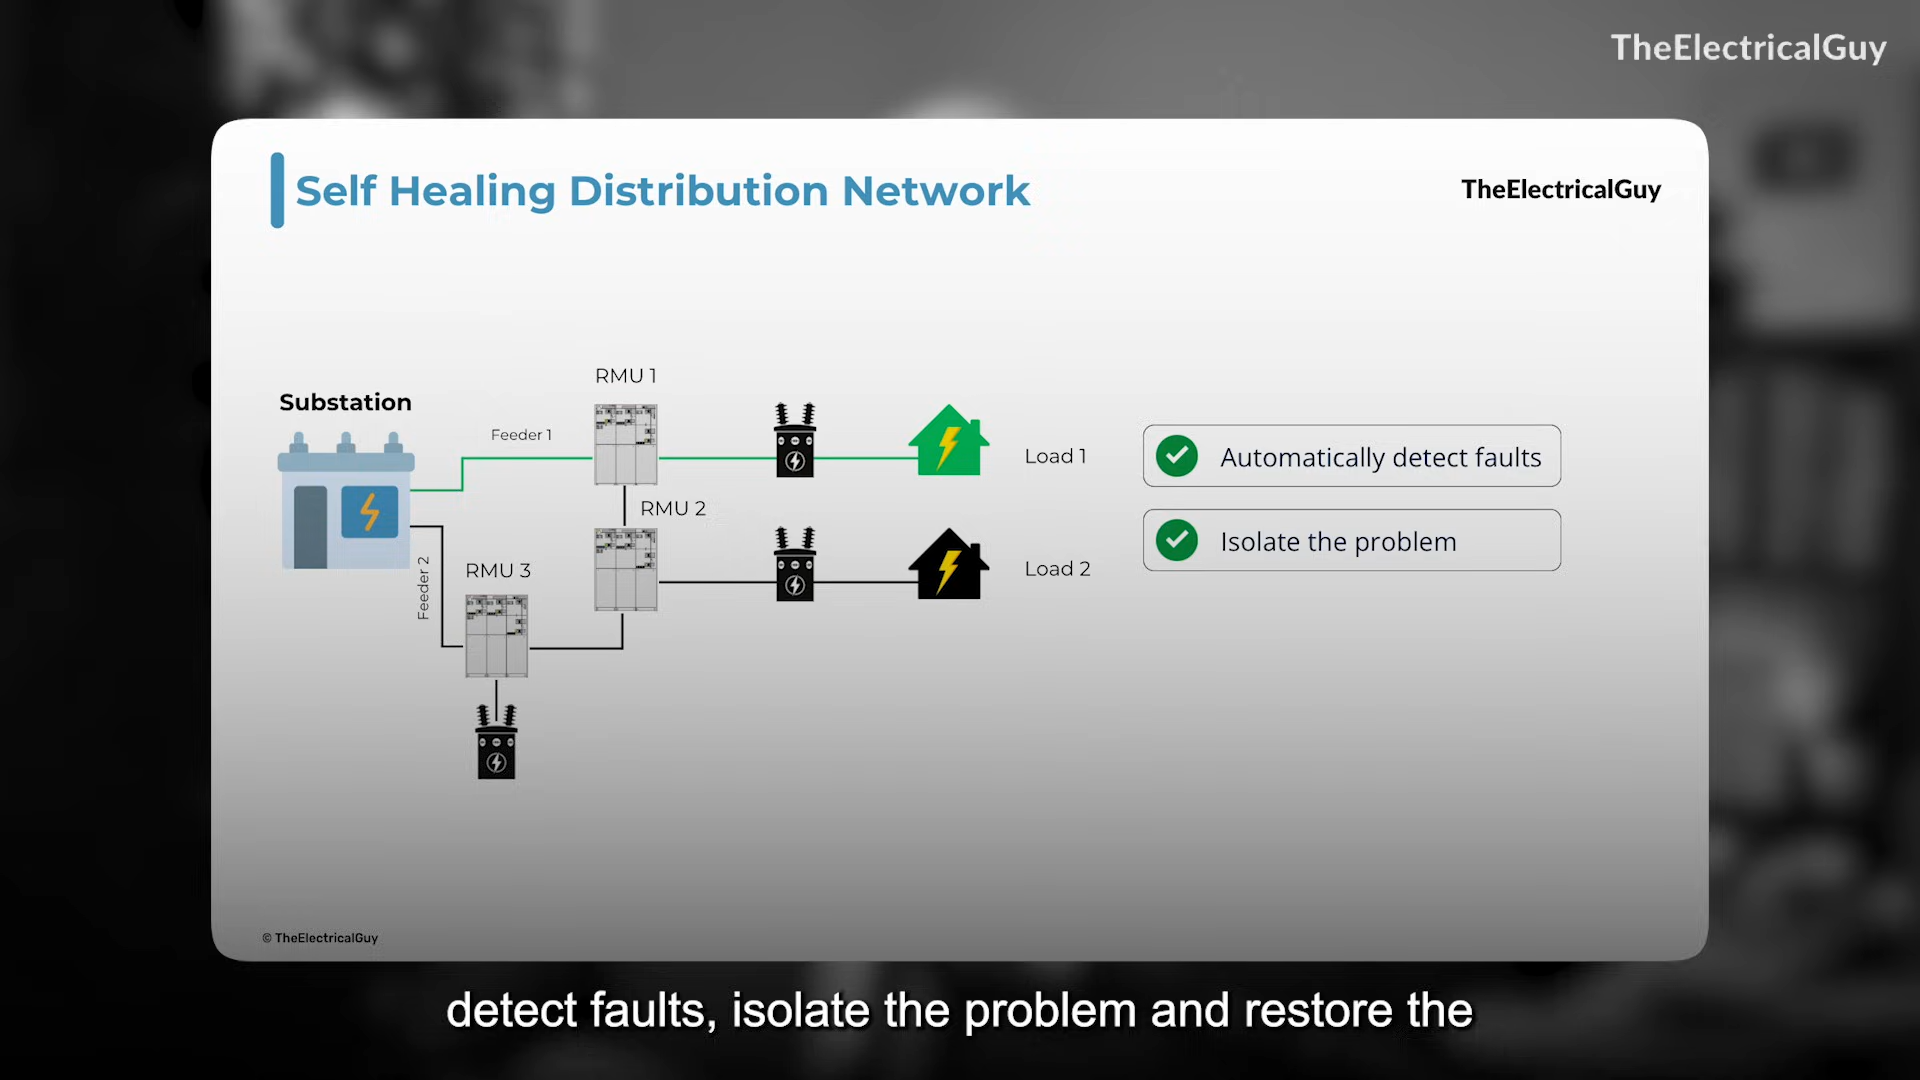 TheElectricalGuy
Self Healing Distribution Network
TheElectricalGuy
RMU 1
Substation
Feeder 1
Load 1
Automatically detect faults
RMU 2
Isolate the problem
Feeder 2
RMU 3
Load 2
© TheElectricalGuy
detect faults, isolate the problem and restore the